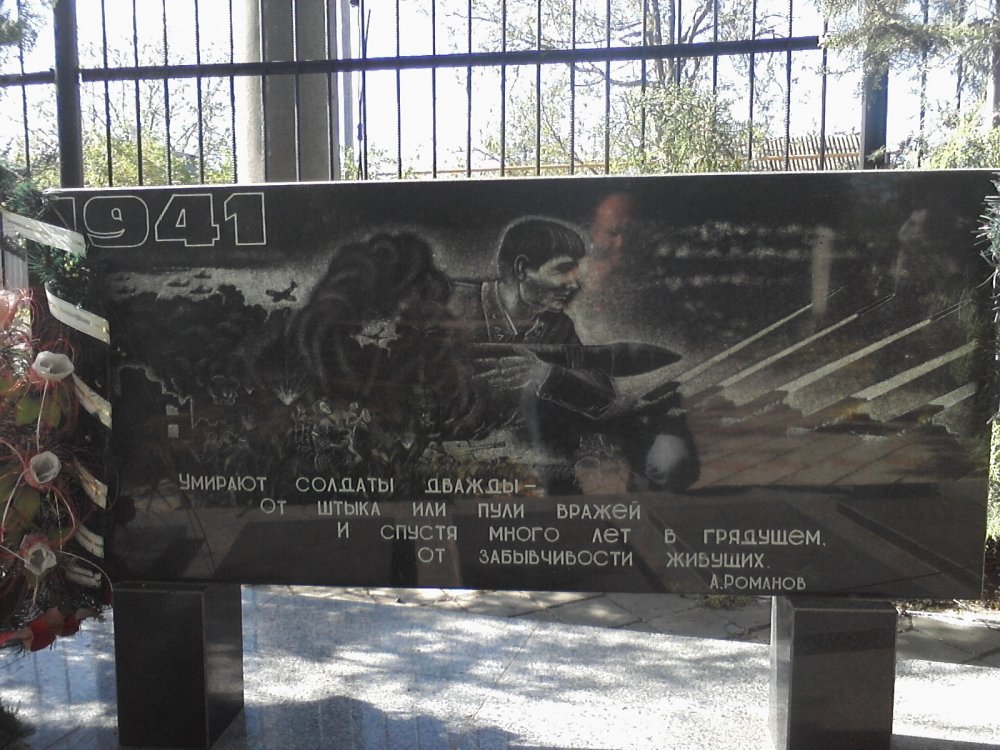 1941
Умирают солдаты дважды –
От штыка или пули вражей
И спустя много лет в грядущем,
От забывчивости живущих.
А.Романов